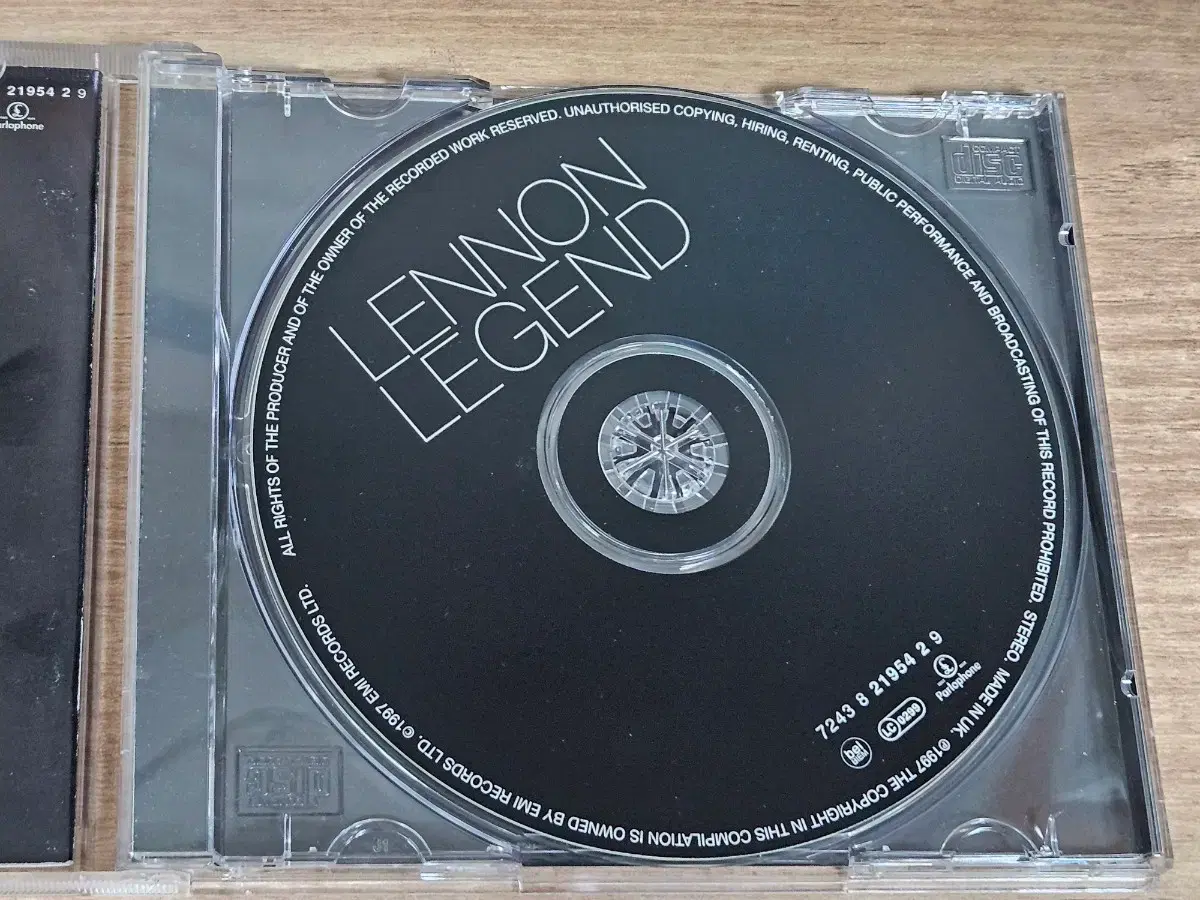 21954 2 9
arlophone
LENNON
LEGEND
ALL RIGHTS OF THE PRODUCER AND OF THE OWNER OF THE RECORDED WORK RESERVED. UNAUTHORISED COPYING, HIRING, RENTING, PUBLIC PERFORMANCE AND BROADCASTING OF THIS RECORD PROHIBITED. STEREO. MADE IN UK. ℗1997 THE COPYRIGHT IN THIS COMPILATION IS OWNED BY EMI RECORDS LTD. ©1997 EMI RECORDS LTD.
7243 8 21954 2 9
bel
BIEM
LC 0299
Parlophone
COMPACT
disc
DIGITAL AUDIO